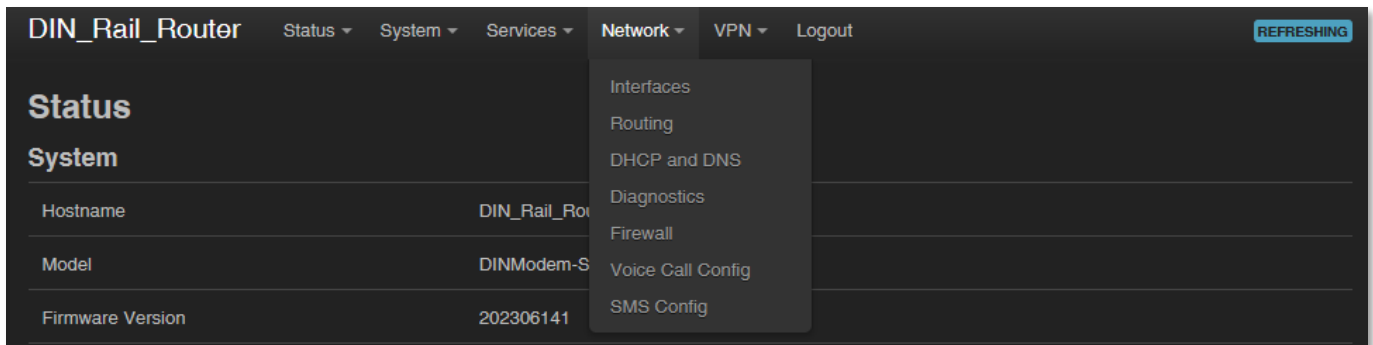 DIN_Rail_Router Status System Services Network VPN Logout REFRESHING
Interfaces
Status
Routing
System
DHCP and DNS
Diagnostics
Hostname DIN_Rail_Rou
Firewall
Model DINModem-S
Voice Call Config
SMS Config
Firmware Version 202306141